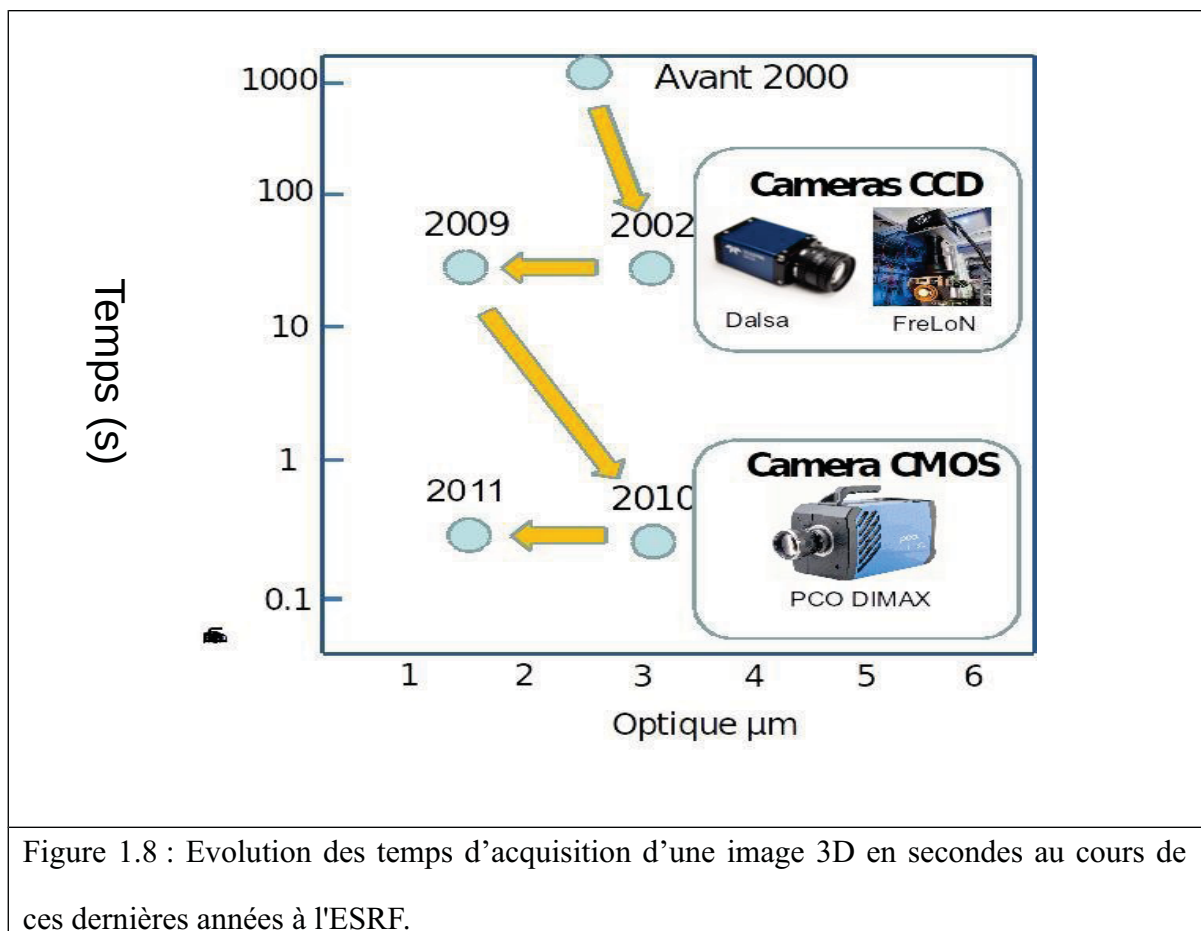 1000
Avant 2000
100
Cameras CCD
2009
2002
Dalsa
FreLoN
10
Temps (s)
1
Camera CMOS
2011
2010
PCO DIMAX
0.1
1 2 3 4 5 6
Optique µm
Figure 1.8 : Evolution des temps d’acquisition d’une image 3D en secondes au cours de
ces dernières années à l'ESRF.